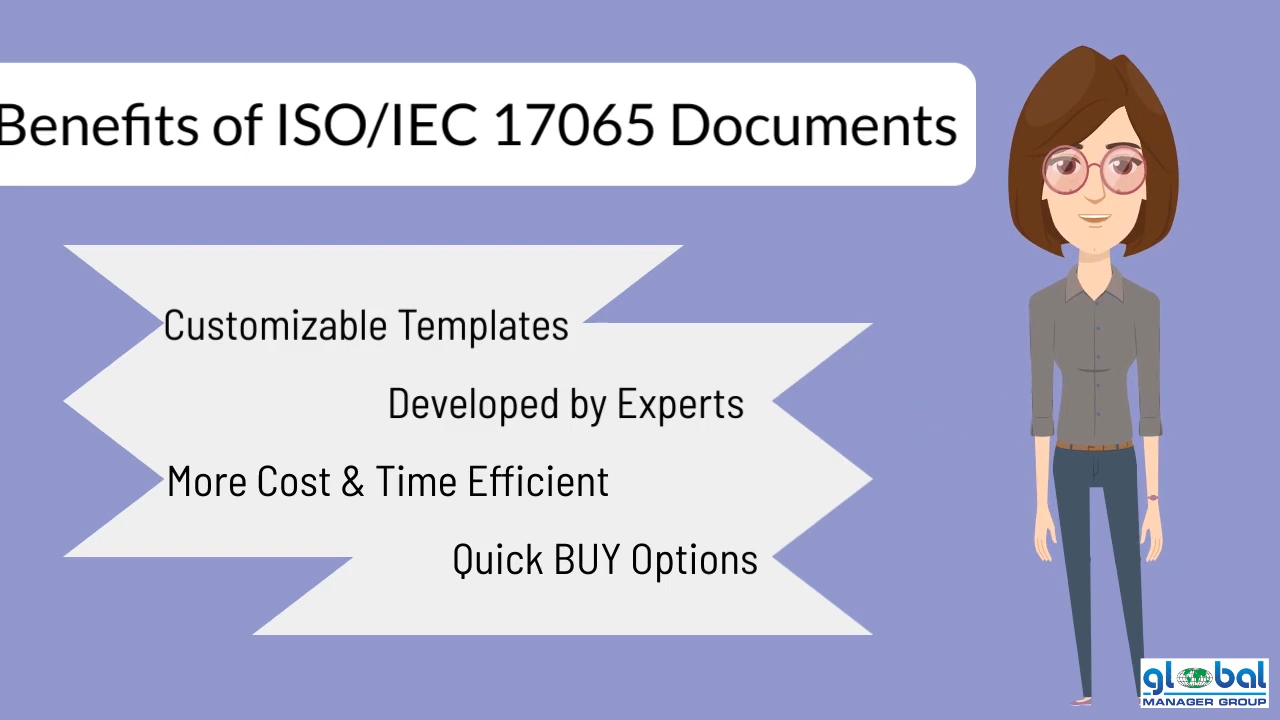 Benefits of ISO/IEC 17065 Documents
Customizable Templates
Developed by Experts
More Cost & Time Efficient
Quick BUY Options
global
MANAGER GROUP